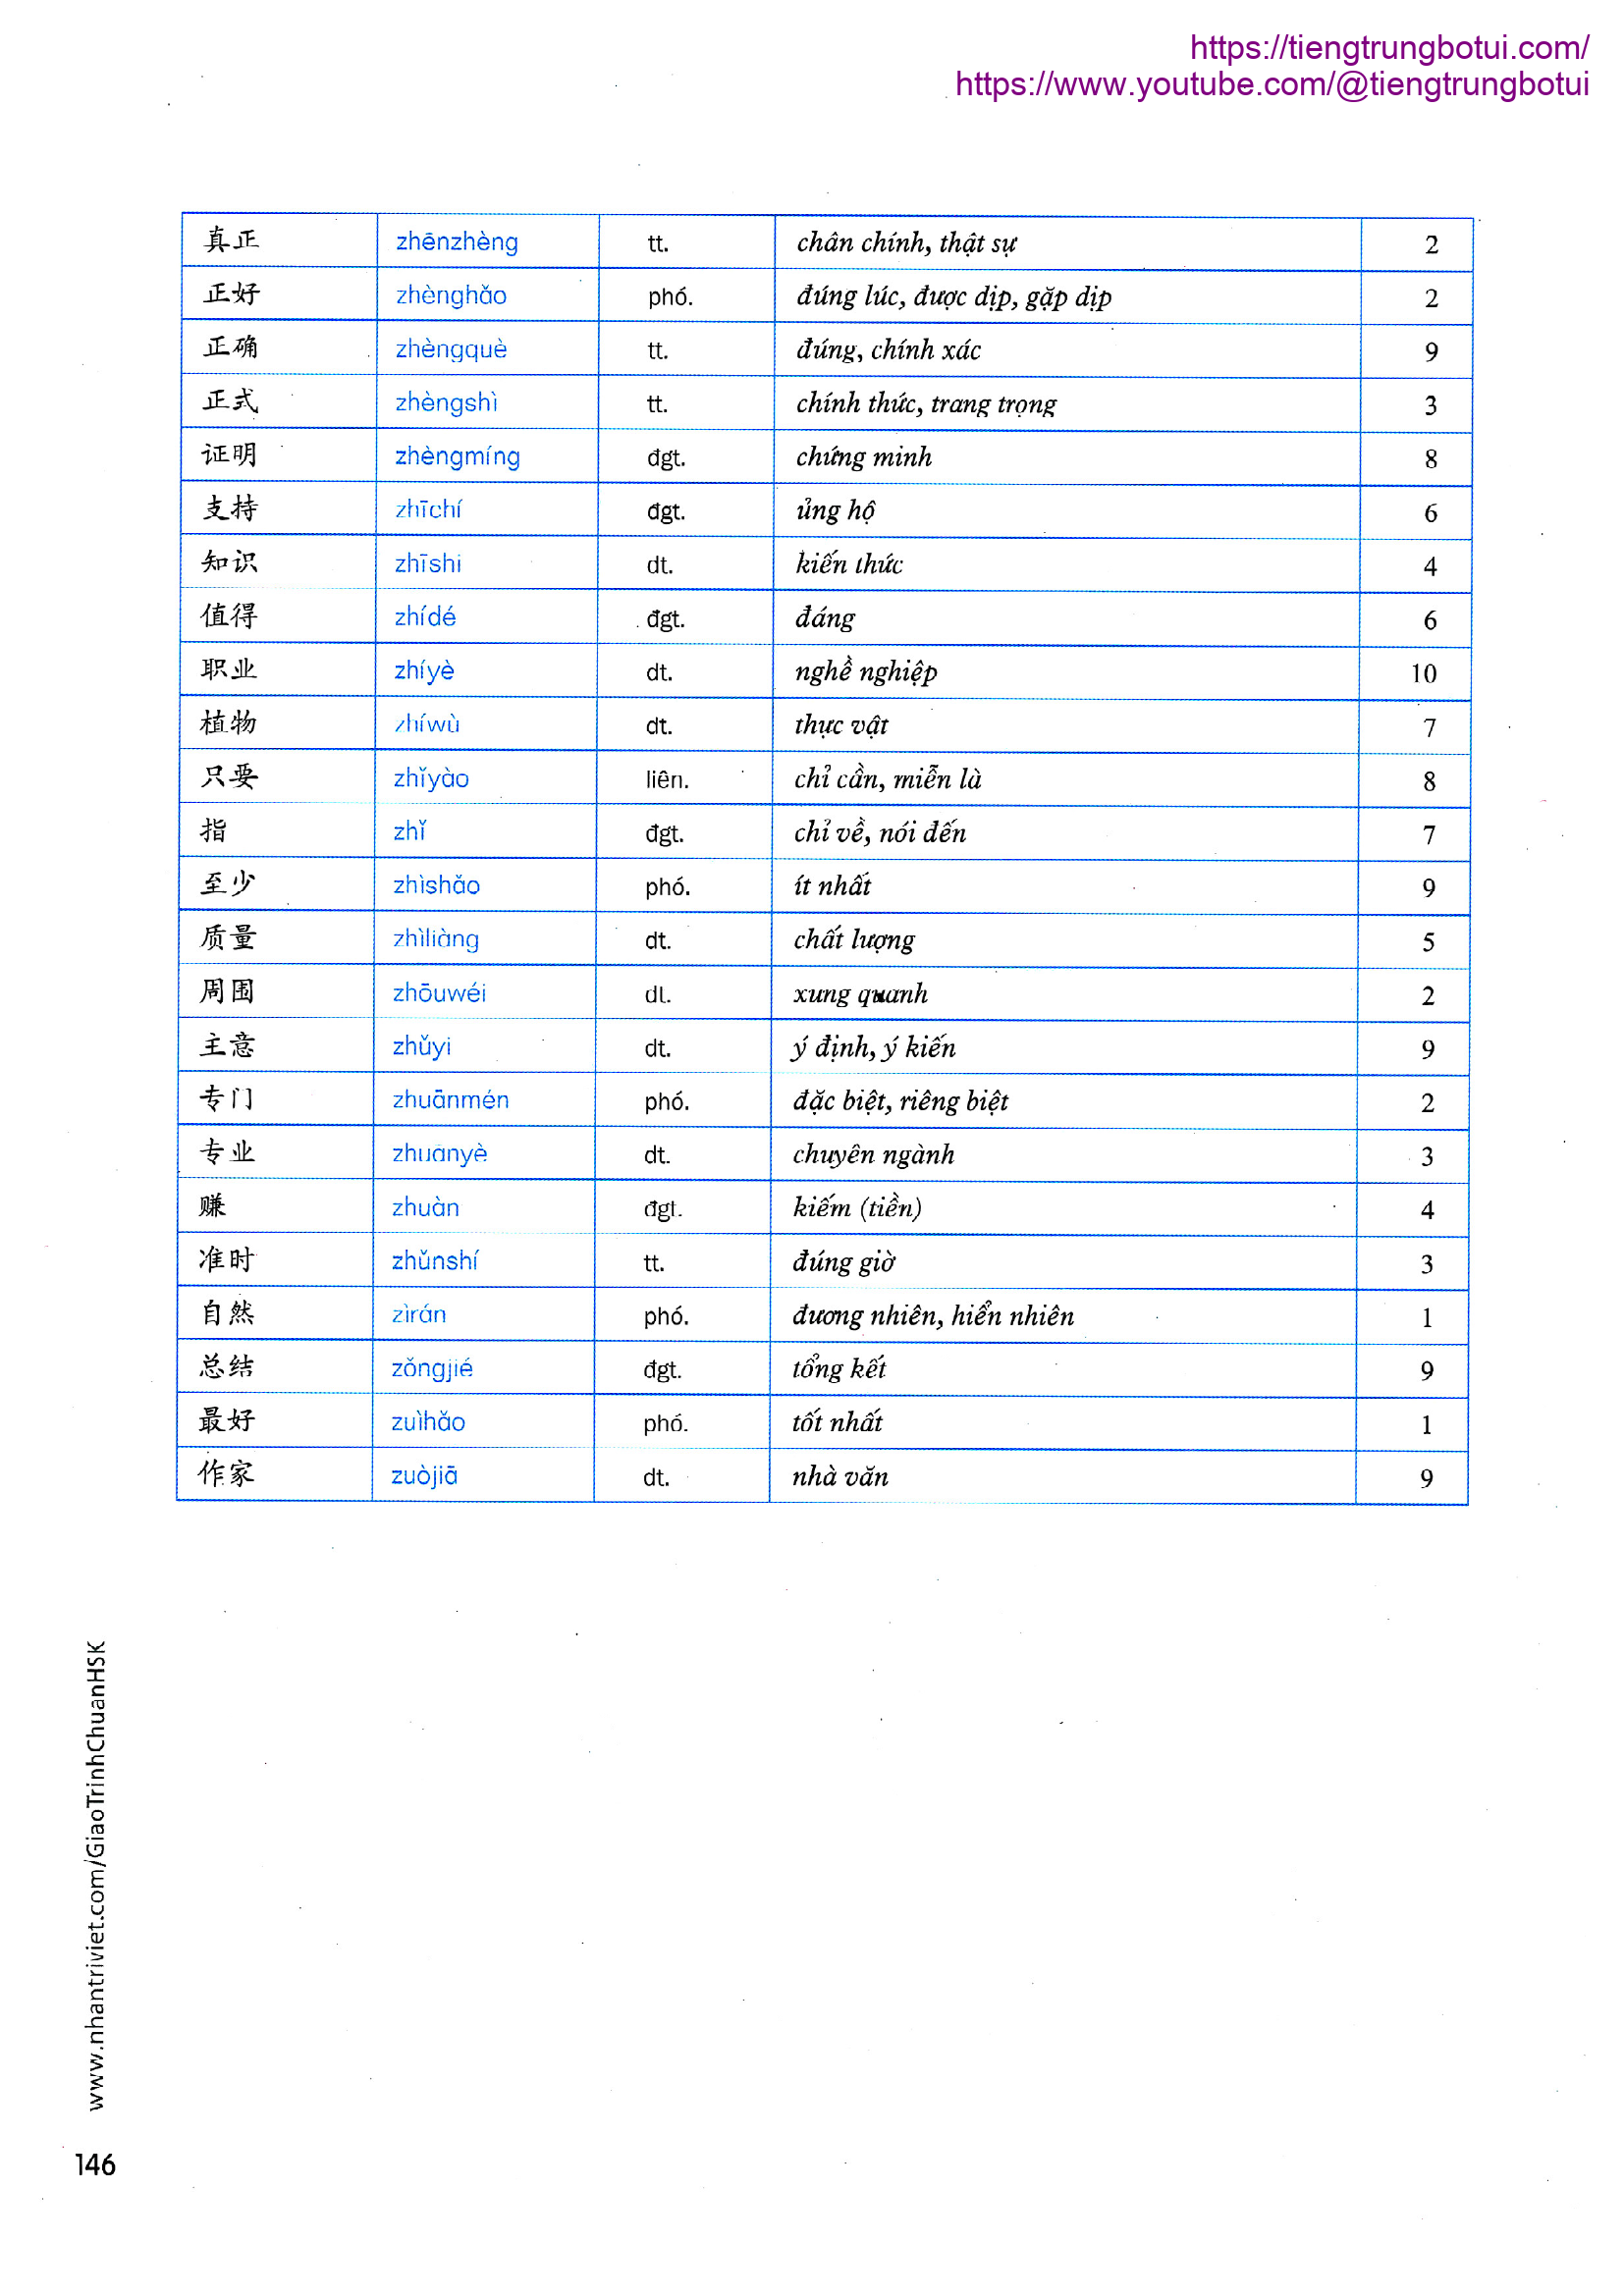 https://tiengtrungbotui.com/
https://www.youtube.com/@tiengtrungbotui
真正 zhēnzhèng tt. chân chính, thật sự 2
正好 zhènghǎo phó. đúng lúc, được dịp, gặp dịp 2
正确 zhèngquè tt. đúng, chính xác 9
正式 zhèngshì tt. chính thức, trang trọng 3
证明 zhèngmíng đgt. chứng minh 8
支持 zhīchí đgt. ủng hộ 6
知识 zhīshi dt. kiến thức 4
值得 zhídé đgt. đáng 6
职业 zhíyè dt. nghề nghiệp 10
植物 zhíwù dt. thực vật 7
只要 zhǐyào liên. chỉ cần, miễn là 8
指 zhǐ đgt. chỉ về, nói đến 7
至少 zhìshǎo phó. ít nhất 9
质量 zhìliàng dt. chất lượng 5
周围 zhōuwéi dt. xung quanh 2
主意 zhǔyi dt. ý định, ý kiến 9
专门 zhuānmén phó. đặc biệt, riêng biệt 2
专业 zhuānyè dt. chuyên ngành 3
赚 zhuàn đgt. kiếm (tiền) 4
准时 zhǔnshí tt. đúng giờ 3
自然 zìrán phó. đương nhiên, hiển nhiên 1
总结 zǒngjié đgt. tổng kết 9
最好 zuìhǎo phó. tốt nhất 1
作家 zuòjiā dt. nhà văn 9
www.nhantriviet.com/GiaoTrinhChuanHSK
146